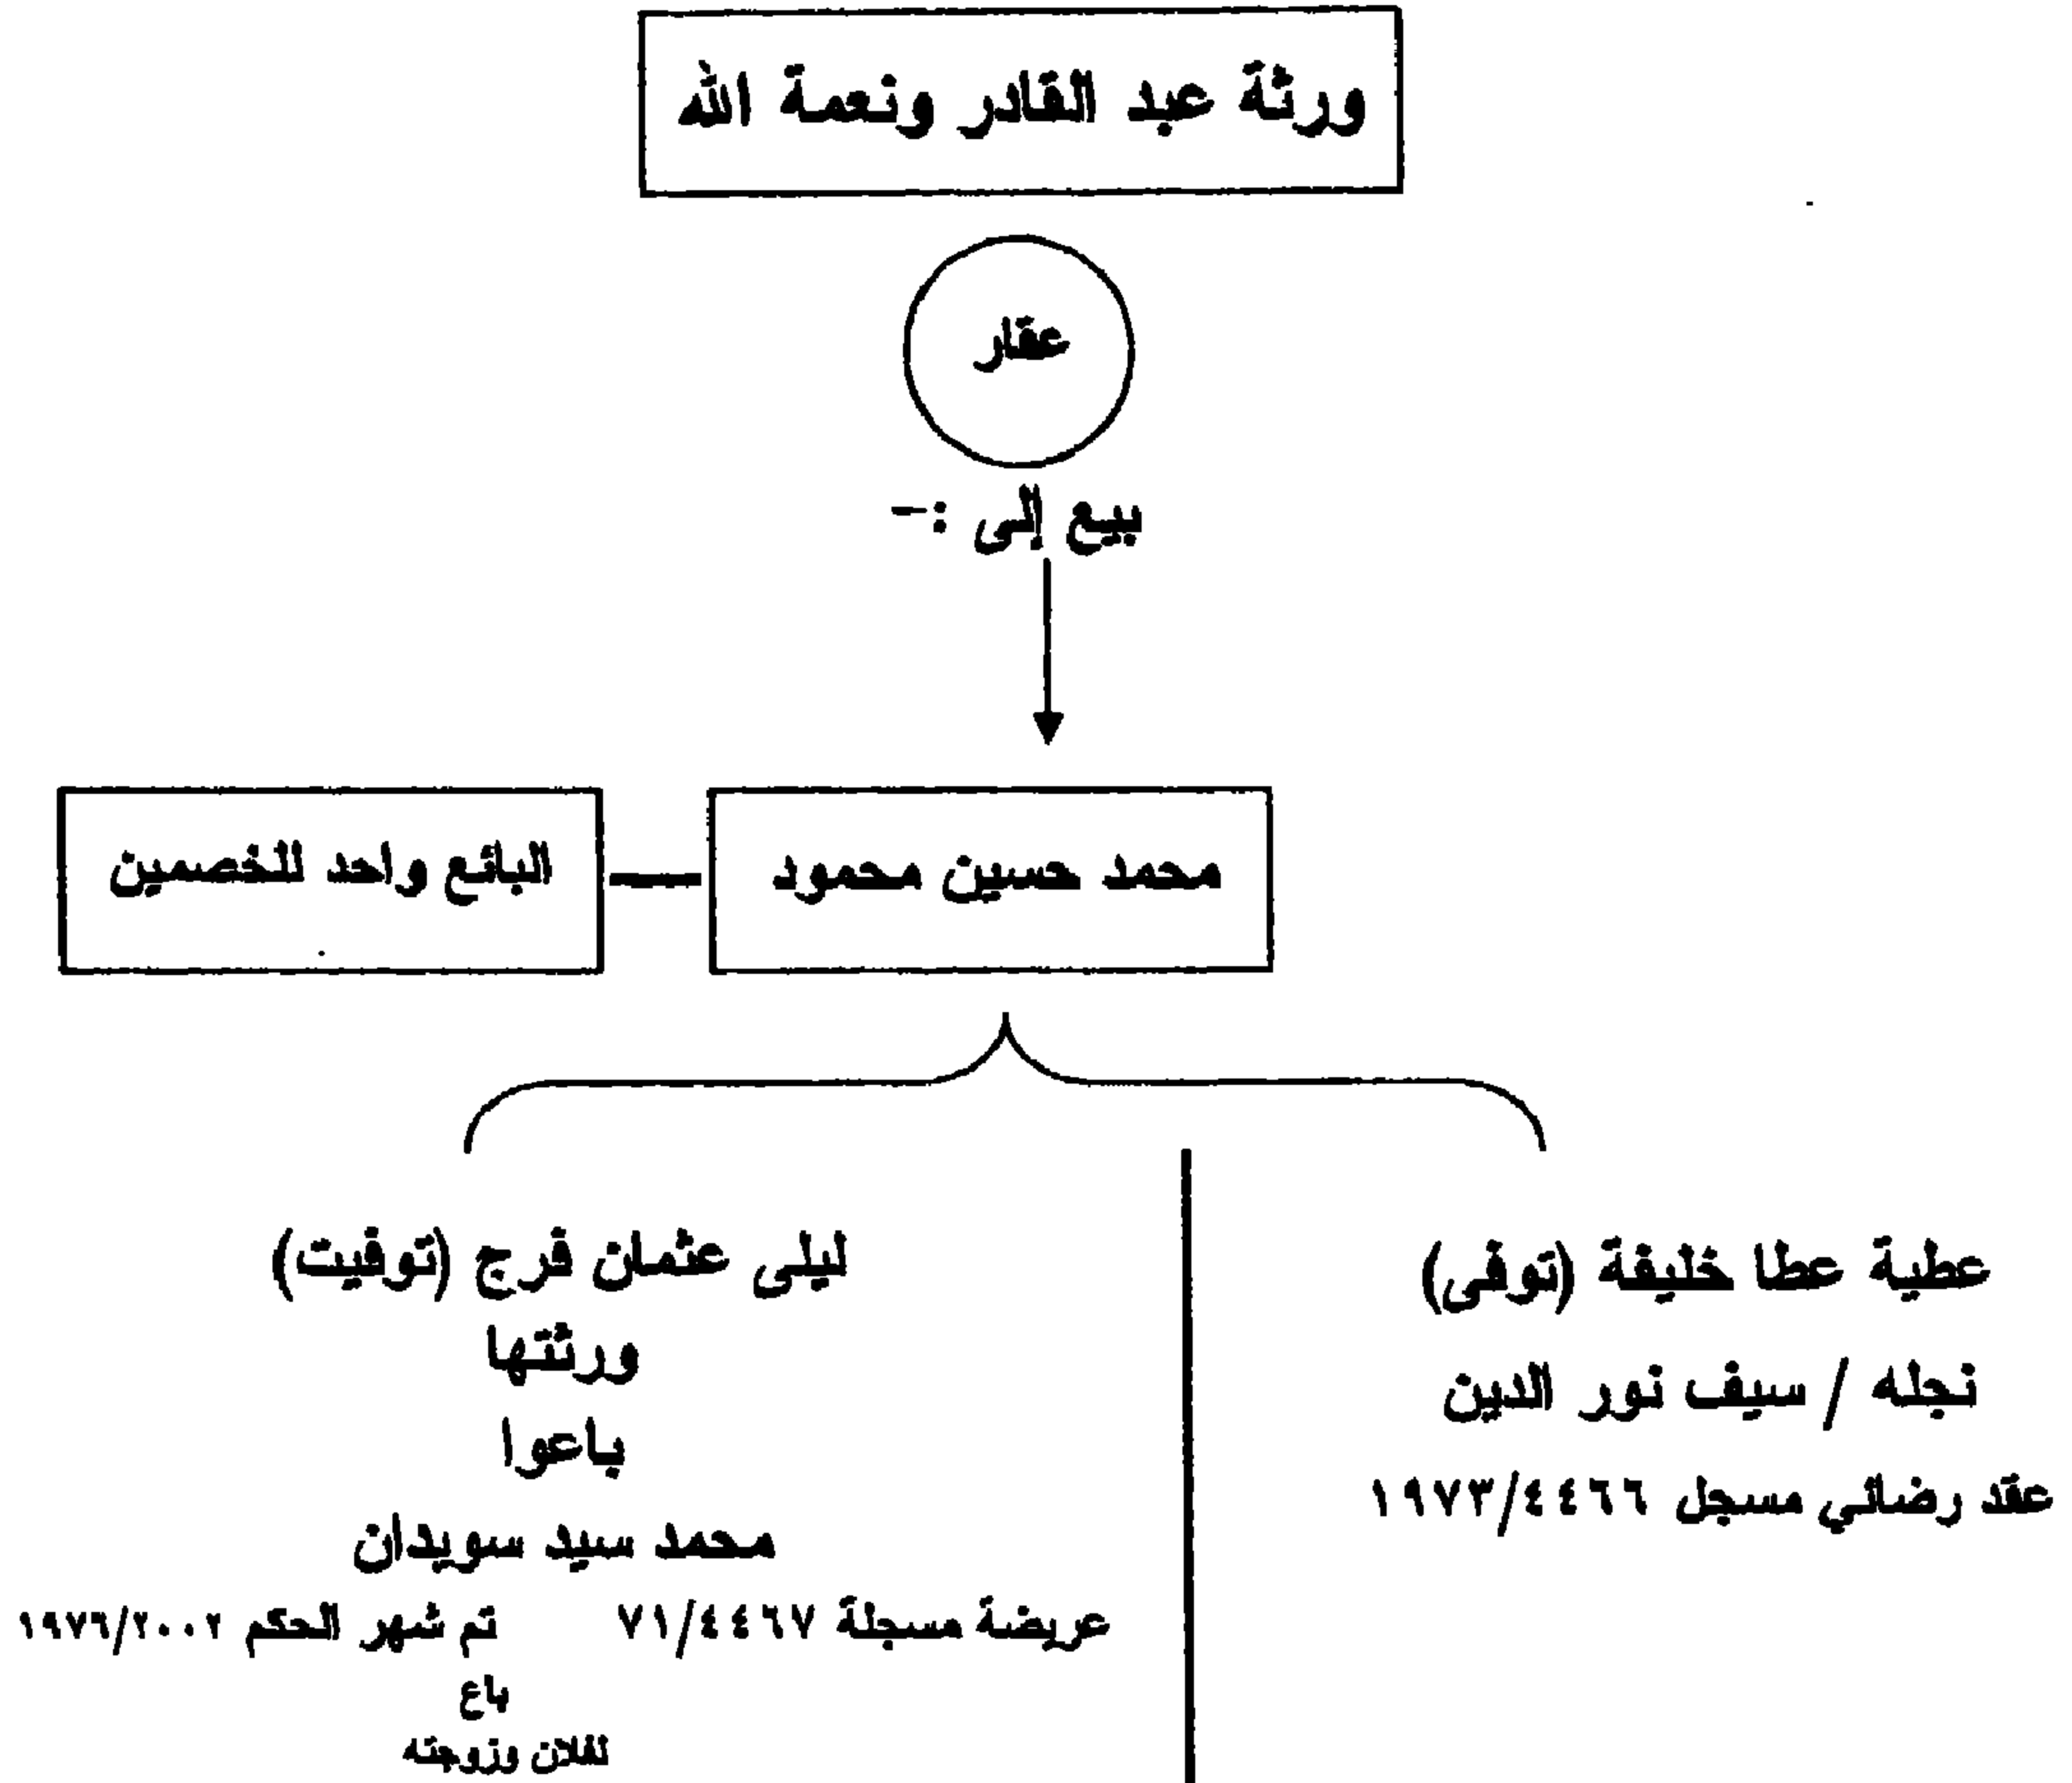 ورثة عبد القادر ونعمة الله
عقار
بيع إلى :-
محمد حسين محمود
البائع واحد للخصمين
عطية عطا خليفة (توفى)
نجله / سيف نور الدين
عقد رضائي مسجل ١٩٧٣/٤٤٦٦
ليلى عثمان فرج (توفيت)
ورثتها
باعوا
محمد سيد سويدان
عريضة مسجلة ٧١/٤٤٦٧ تم شهر الحكم ١٩٧٦/٢٠٠٢
باع
لفلان وزوجته